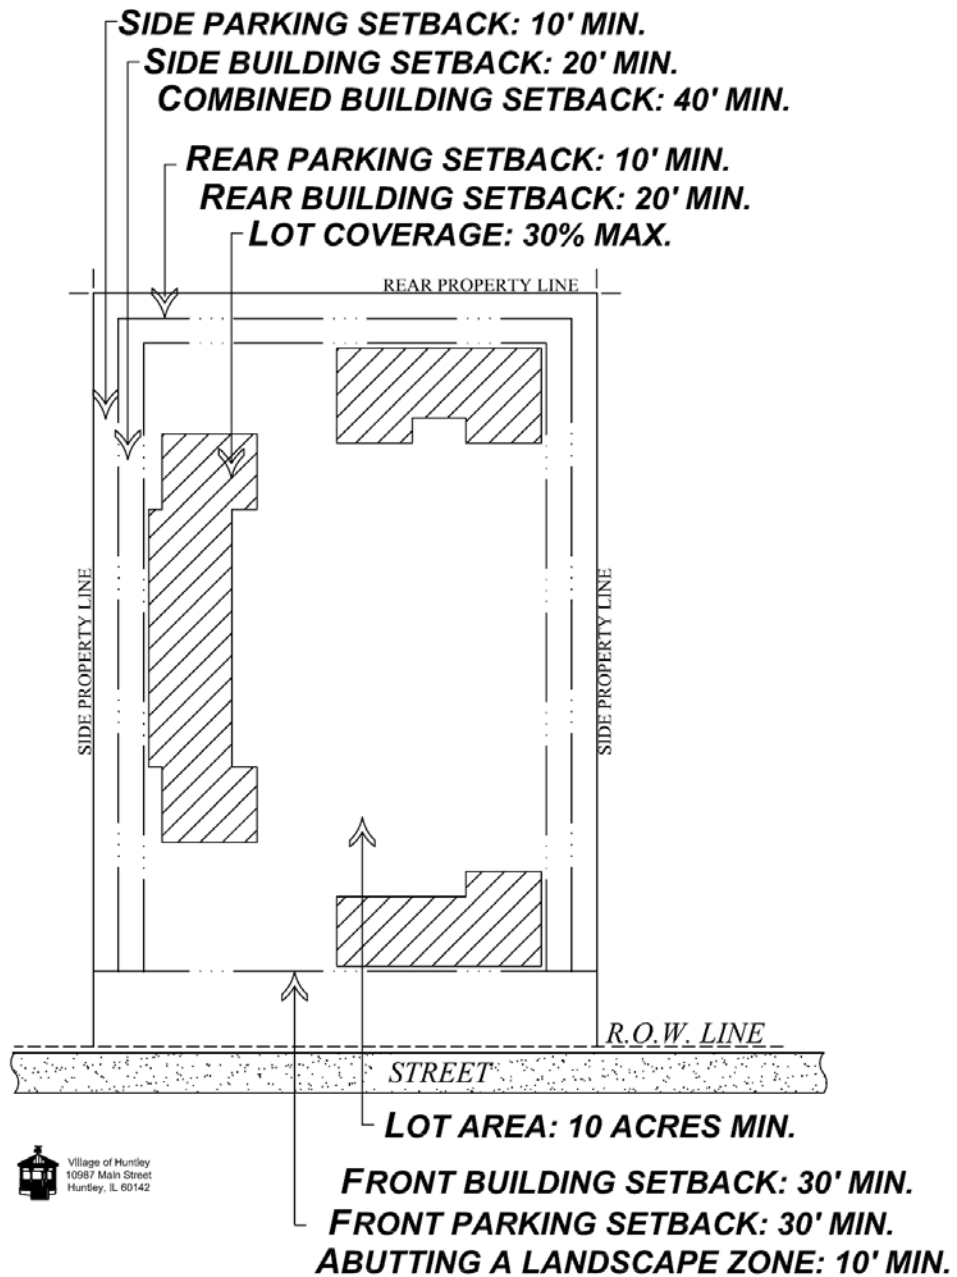 SIDE PARKING SETBACK: 10' MIN.
SIDE BUILDING SETBACK: 20' MIN.
COMBINED BUILDING SETBACK: 40' MIN.
REAR PARKING SETBACK: 10' MIN.
REAR BUILDING SETBACK: 20' MIN.
LOT COVERAGE: 30% MAX.
REAR PROPERTY LINE
SIDE PROPERTY LINE
SIDE PROPERTY LINE
R.O.W. LINE
STREET
LOT AREA: 10 ACRES MIN.
Village of Huntley
10987 Main Street
Huntley, IL 60142
FRONT BUILDING SETBACK: 30' MIN.
FRONT PARKING SETBACK: 30' MIN.
ABUTTING A LANDSCAPE ZONE: 10' MIN.